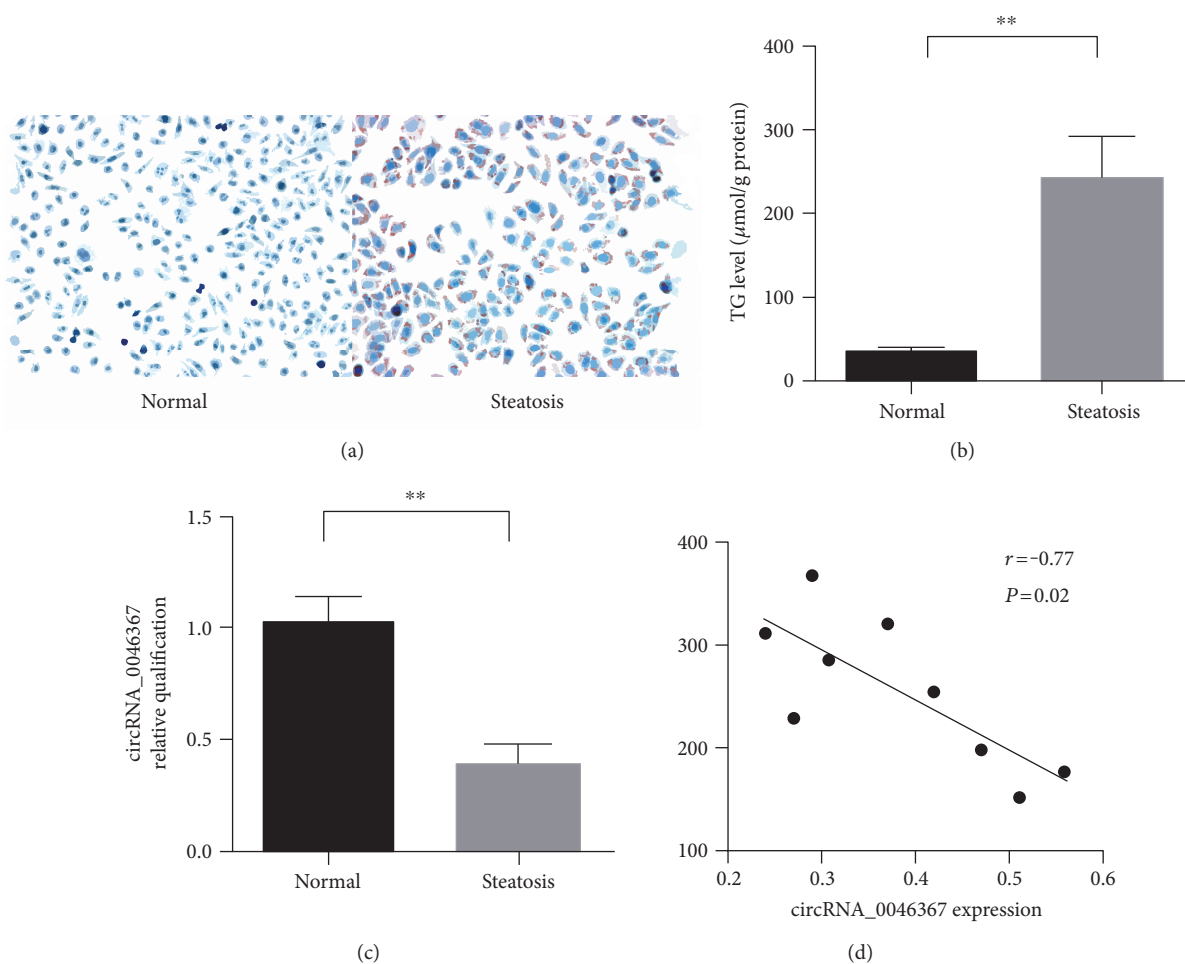 Normal
Steatosis
(a)
**
400
300
200
100
0
TG level (μmol/g protein)
Normal
Steatosis
(b)
**
1.5
1.0
0.5
0.0
circRNA_0046367
relative qualification
Normal
Steatosis
(c)
r=-0.77
P=0.02
400
300
200
100
0.2
0.3
0.4
0.5
0.6
circRNA_0046367 expression
(d)